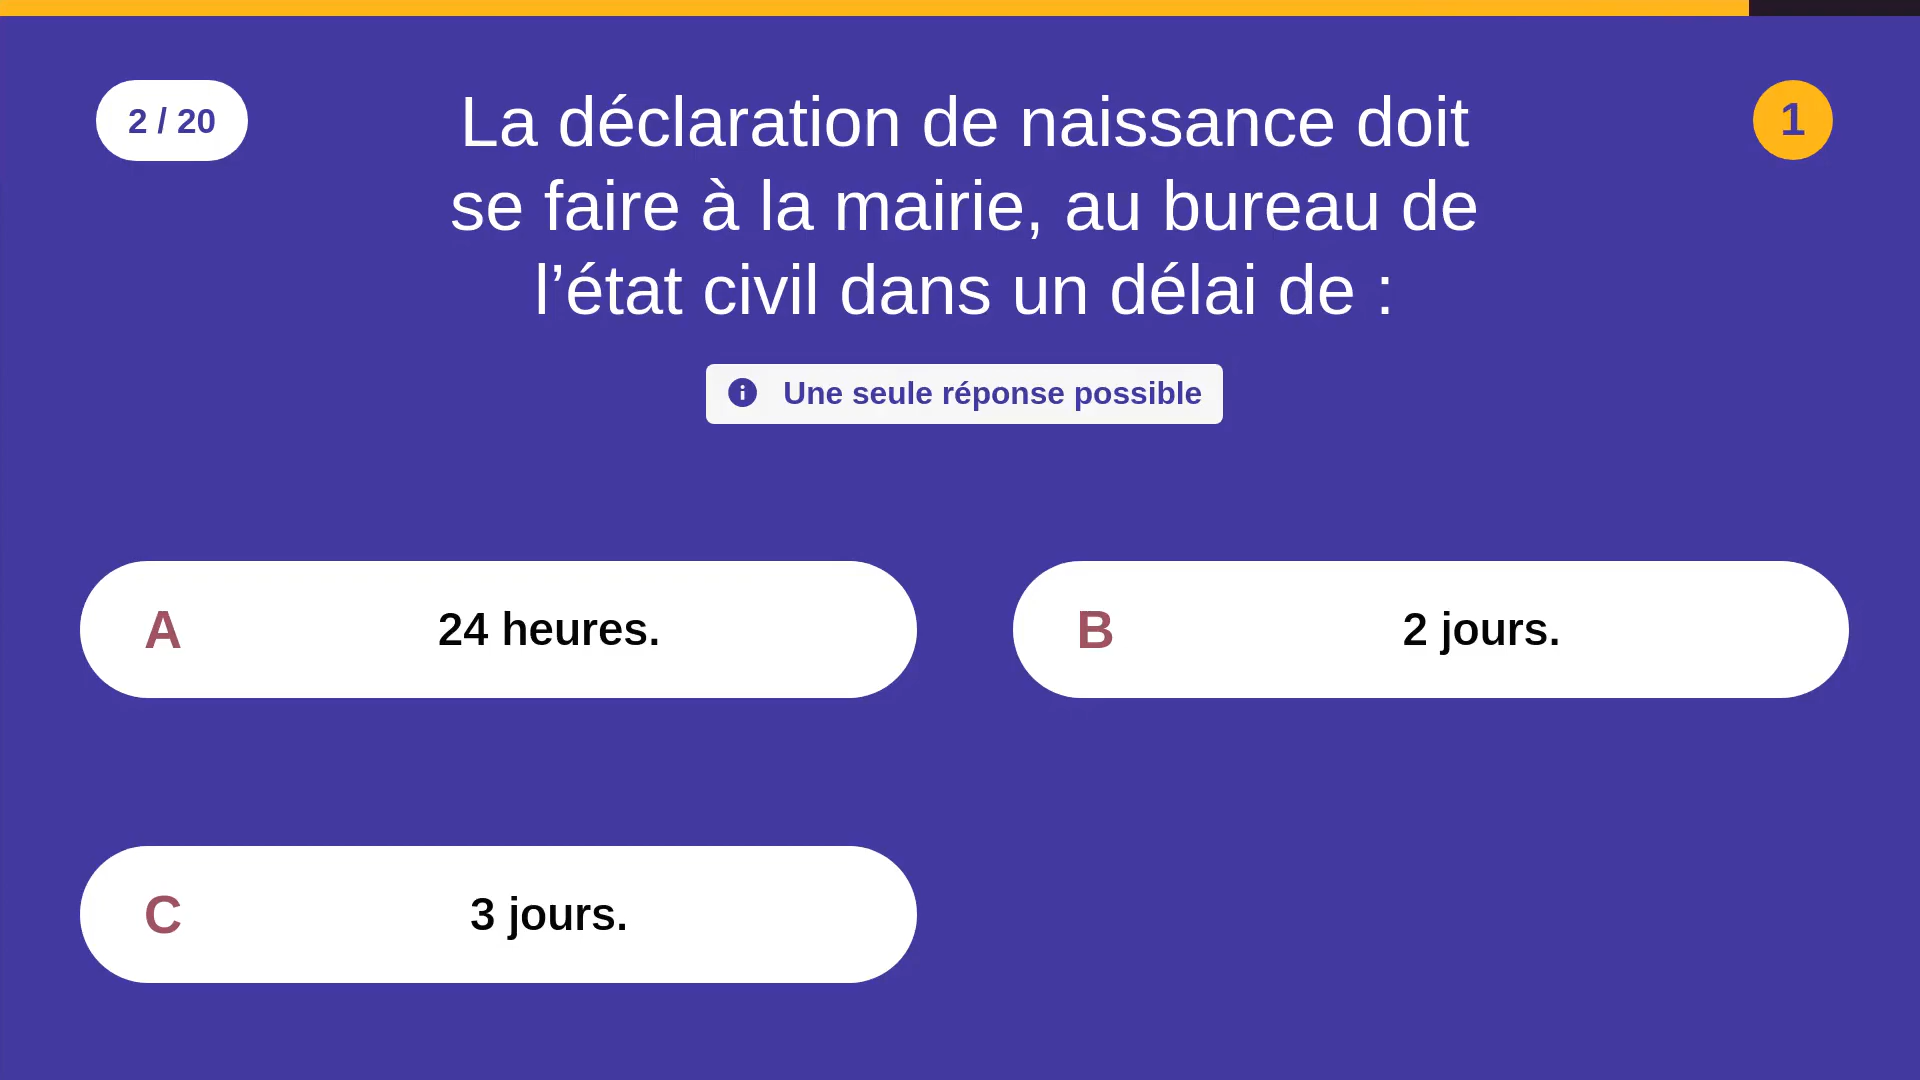 2 / 20
La déclaration de naissance doit
se faire à la mairie, au bureau de
l’état civil dans un délai de :
1
Une seule réponse possible
A 24 heures.
B 2 jours.
C 3 jours.